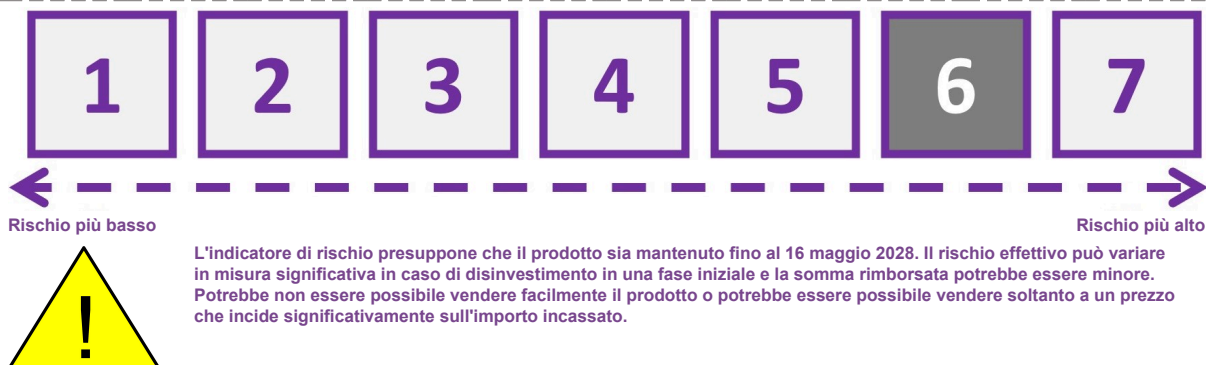 1 2 3 4 5 6 7
Rischio più basso Rischio più alto
L'indicatore di rischio presuppone che il prodotto sia mantenuto fino al 16 maggio 2028. Il rischio effettivo può variare
in misura significativa in caso di disinvestimento in una fase iniziale e la somma rimborsata potrebbe essere minore.
Potrebbe non essere possibile vendere facilmente il prodotto o potrebbe essere possibile vendere soltanto a un prezzo
che incide significativamente sull'importo incassato.
!